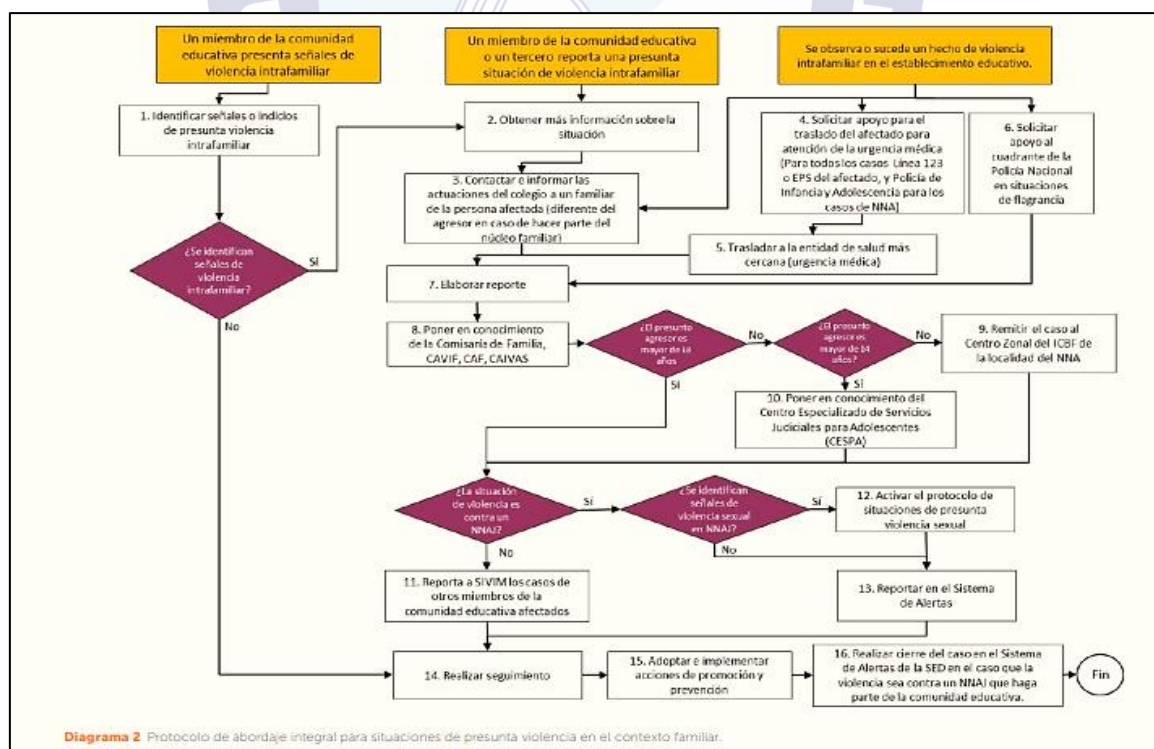 Un miembro de la comunidad
educativa presenta señales de
violencia intrafamiliar
Un miembro de la comunidad educativa
o un tercero reporta una presunta
situación de violencia intrafamiliar
Se observa o sucede un hecho de violencia
intrafamiliar en el establecimiento educativo.
1. Identificar señales o indicios
de presunta violencia
intrafamiliar
2. Obtener más información sobre la
situación
3. Contactar e informar las
actuaciones del colegio a un familiar
de la persona afectada (diferente del
agresor en caso de hacer parte del
núcleo familiar)
4. Solicitar apoyo para el
traslado del afectado para
atención de la urgencia médica
(Para todos los casos Línea 123
o EPS del afectado, y Policía de
Infancia y Adolescencia para los
casos de NNA)
6. Solicitar
apoyo al
cuadrante de la
Policía Nacional
en situaciones
de flagrancia
5. Trasladar a la entidad de salud más
cercana (urgencia médica)
¿Se identifican
señales de
violencia
intrafamiliar?
Sí
No
7. Elaborar reporte
8. Poner en conocimiento
de la Comisaría de Familia,
CAVIF, CAF, CAIVAS
¿El presunto
agresor es
mayor de 18
años
No
Sí
¿El presunto
agresor es
mayor de 14
años?
No
Sí
9. Remitir el caso al
Centro Zonal del ICBF de
la localidad del NNA
10. Poner en conocimiento del
Centro Especializado de Servicios
Judiciales para Adolescentes
(CESPA)
¿La situación
de violencia es
contra un
NNAJ?
Sí
No
¿Se identifican
señales de
violencia sexual
en NNAJ?
Sí
No
12. Activar el protocolo de
situaciones de presunta
violencia sexual
11. Reporta a SIVIM los casos de
otros miembros de la
comunidad educativa afectados
13. Reportar en el Sistema
de Alertas
14. Realizar seguimiento
15. Adoptar e implementar
acciones de promoción y
prevención
16. Realizar cierre del caso en el Sistema
de Alertas de la SED en el caso que la
violencia sea contra un NNAJ que haga
parte de la comunidad educativa.
Fin
Diagrama 2 Protocolo de abordaje integral para situaciones de presunta violencia en el contexto familiar.